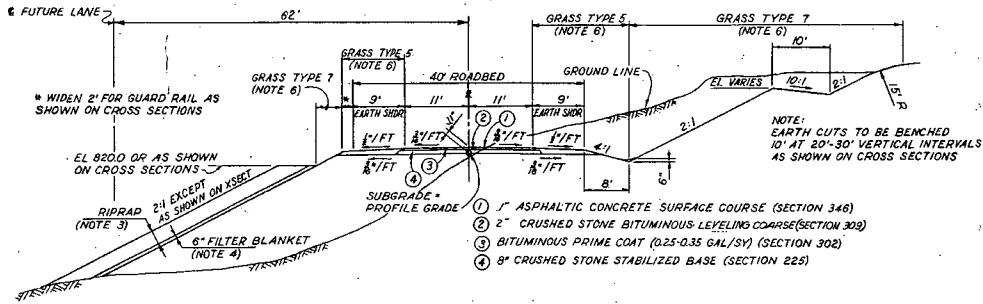 ℄ FUTURE LANE
62'
GRASS TYPE 5
(NOTE 6)
GRASS TYPE 7
(NOTE 6)
10'
GRASS TYPE 5
(NOTE 6)
GRASS TYPE 7
(NOTE 6)
40' ROADBED
GROUND LINE
EL. VARIES
10:1
2:1
15' R
* WIDEN 2' FOR GUARD RAIL AS
SHOWN ON CROSS SECTIONS
*
9'
11'
11'
9'
EARTH SHDR
EARTH SHDR
2:1
NOTE:
EARTH CUTS TO BE BENCHED
10' AT 20'-30' VERTICAL INTERVALS
AS SHOWN ON CROSS SECTIONS
EL 820.0 OR AS SHOWN
ON CROSS SECTIONS
4:1
6"
8'
2:1 EXCEPT
AS SHOWN ON XSECT
SUBGRADE =
PROFILE GRADE
RIPRAP
(NOTE 3)
6" FILTER BLANKET
(NOTE 4)
① 1" ASPHALTIC CONCRETE SURFACE COURSE (SECTION 346)
② 2" CRUSHED STONE BITUMINOUS LEVELING COARSE (SECTION 309)
③ BITUMINOUS PRIME COAT (0.25-0.35 GAL/SY) (SECTION 302)
④ 8" CRUSHED STONE STABILIZED BASE (SECTION 225)